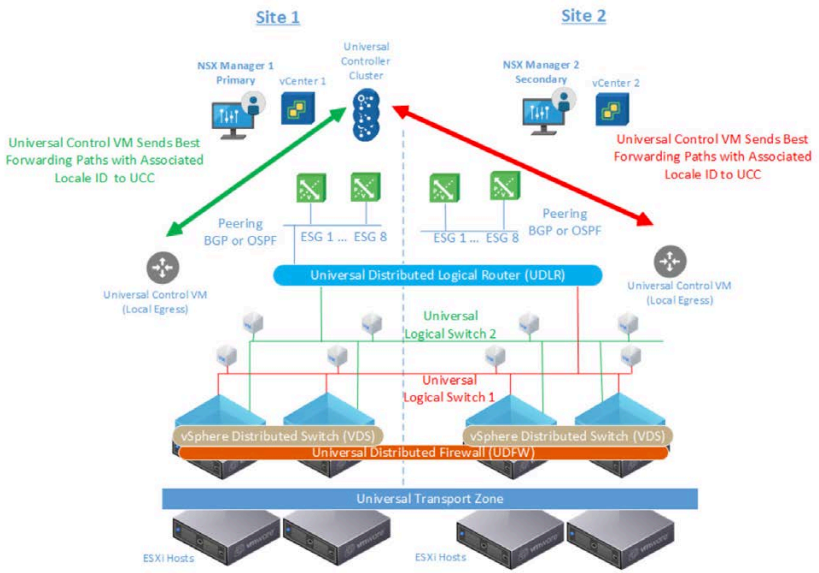 Site 1
Site 2
NSX Manager 1
Primary
vCenter 1
Universal
Controller
Cluster
NSX Manager 2
Secondary
vCenter 2
Universal Control VM Sends Best
Forwarding Paths with Associated
Locale ID to UCC
Universal Control VM Sends Best
Forwarding Paths with Associated
Locale ID to UCC
Peering
BGP or OSPF
ESG 1 ... ESG 8
ESG 1 ... ESG 8
Peering
BGP or OSPF
Universal Distributed Logical Router (UDLR)
Universal Control VM
(Local Egress)
Universal Control VM
(Local Egress)
Universal
Logical Switch 2
Universal
Logical Switch 1
vSphere Distributed Switch (VDS)
vSphere Distributed Switch (VDS)
Universal Distributed Firewall (UDFW)
Universal Transport Zone
vmware
vmware
vmware
vmware
ESXi Hosts
ESXi Hosts